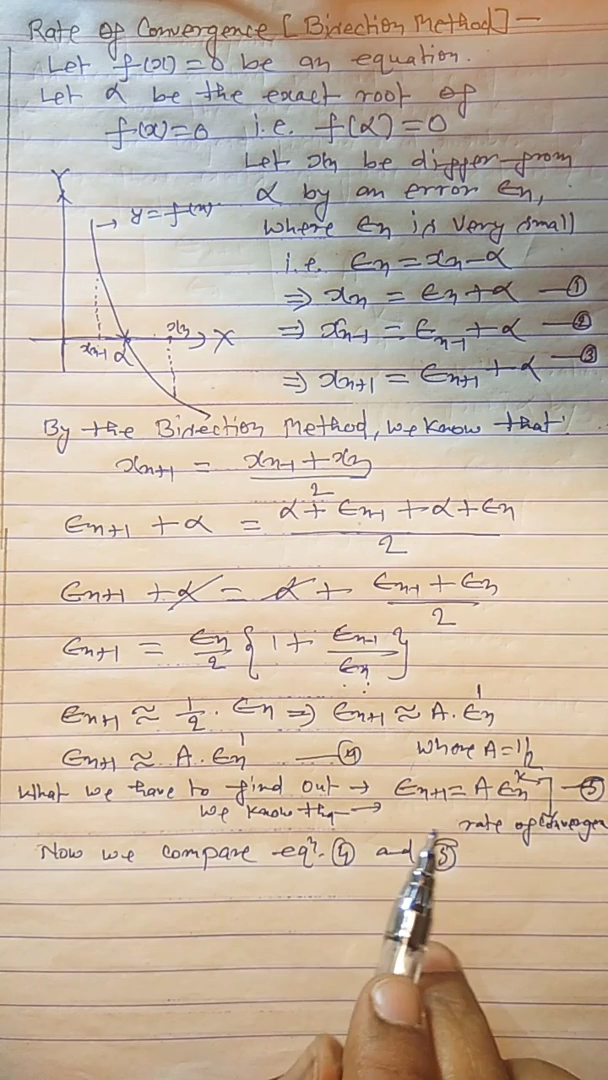 Rate of Convergence [Bisection Method] —
Let f(x)=0 be an equation.
Let α be the exact root of
f(x)=0 i.e. f(α)=0
Let xn be differ from
α by an error ϵn,
where ϵn is very small
i.e. ϵn = xn-α
⇒ xn = ϵn+α —①
⇒ xn-1 = ϵn-1 + α —②
⇒ xn+1 = ϵn+1 + α —③
Y
→ y=f(x)
xn-1 α xn → X
By the Bisection Method, we know that:
xn+1 = (xn-1 + xn)/2
ϵn+1 + α = (α + ϵn-1 + α + ϵn)/2
ϵn+1 + α = α + (ϵn-1 + ϵn)/2
ϵn+1 = ϵn/2 {1 + ϵn-1/ϵn}
ϵn+1 ≈ 1/2 . ϵn ⇒ ϵn+1 ≈ A. ϵn^1
ϵn+1 ≈ A. ϵn^1 —④ where A=1/2
What we have to find out → ϵn+1 = A ϵn^x —⑤
we know → rate of
Now we compare eqn. ④ and ⑤